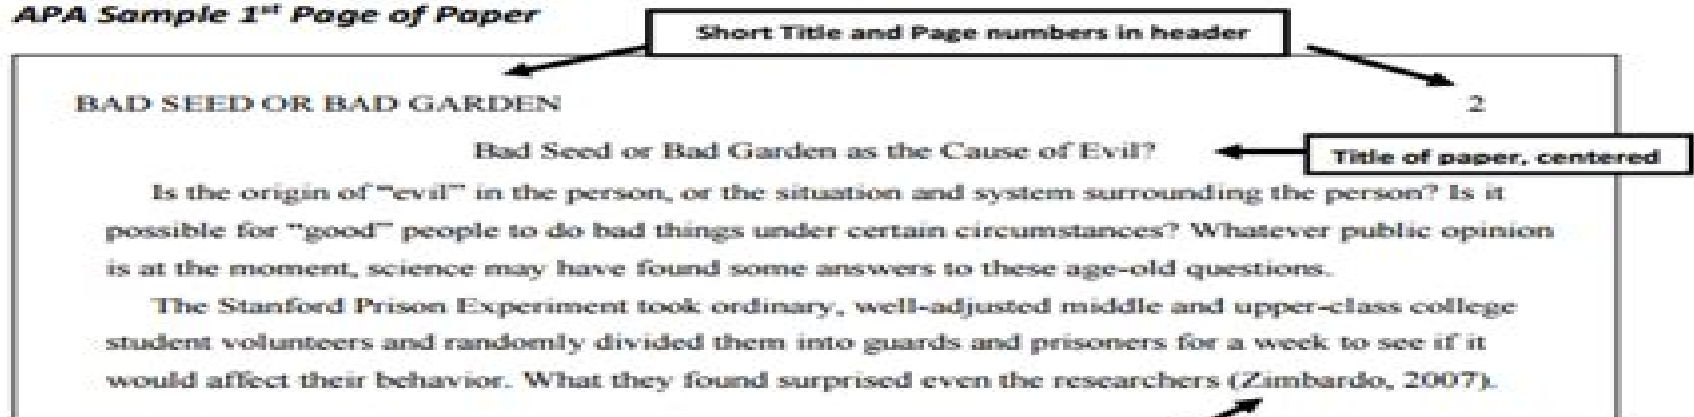 APA Sample 1st Page of Paper
Short Title and Page numbers in header
BAD SEED OR BAD GARDEN 2
Bad Seed or Bad Garden as the Cause of Evil?
Title of paper, centered
Is the origin of “evil” in the person, or the situation and system surrounding the person? Is it
possible for “good” people to do bad things under certain circumstances? Whatever public opinion
is at the moment, science may have found some answers to these age-old questions.
The Stanford Prison Experiment took ordinary, well-adjusted middle and upper-class college
student volunteers and randomly divided them into guards and prisoners for a week to see if it
would affect their behavior. What they found surprised even the researchers (Zimbardo, 2007).